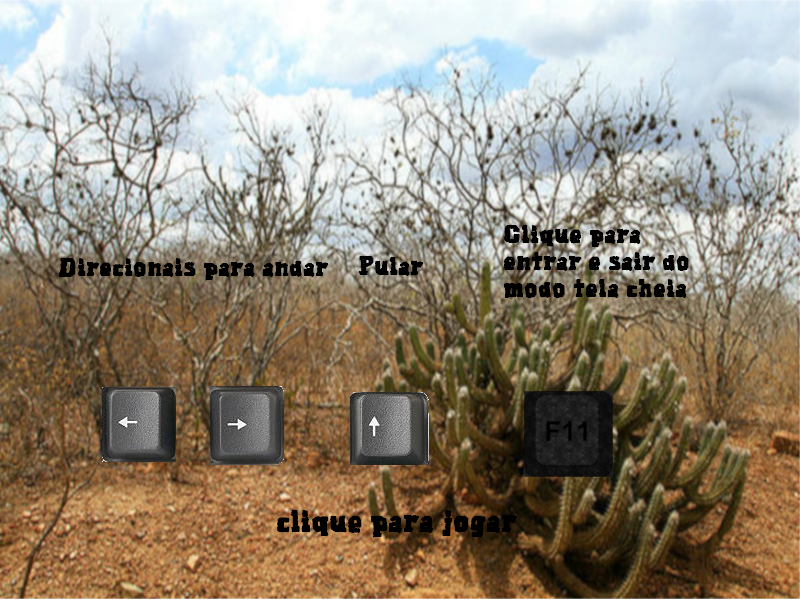 Direcionais para andar
Pular
Clique para
entrar e sair do
modo tela cheia
F11
clique para jogar